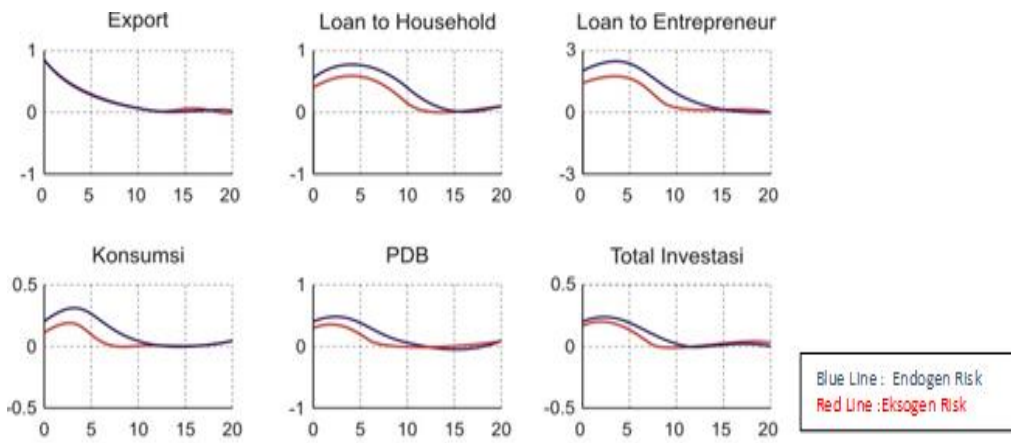 Export
1
0
-1
0 5 10 15 20
Loan to Household
1
0
-1
0 5 10 15 20
Loan to Entrepreneur
3
0
-3
0 5 10 15 20
Konsumsi
0.5
0
-0.5
0 5 10 15 20
PDB
1
0
-1
0 5 10 15 20
Total Investasi
0.5
0
-0.5
0 5 10 15 20
Blue Line : Endogen Risk
Red Line :Eksogen Risk